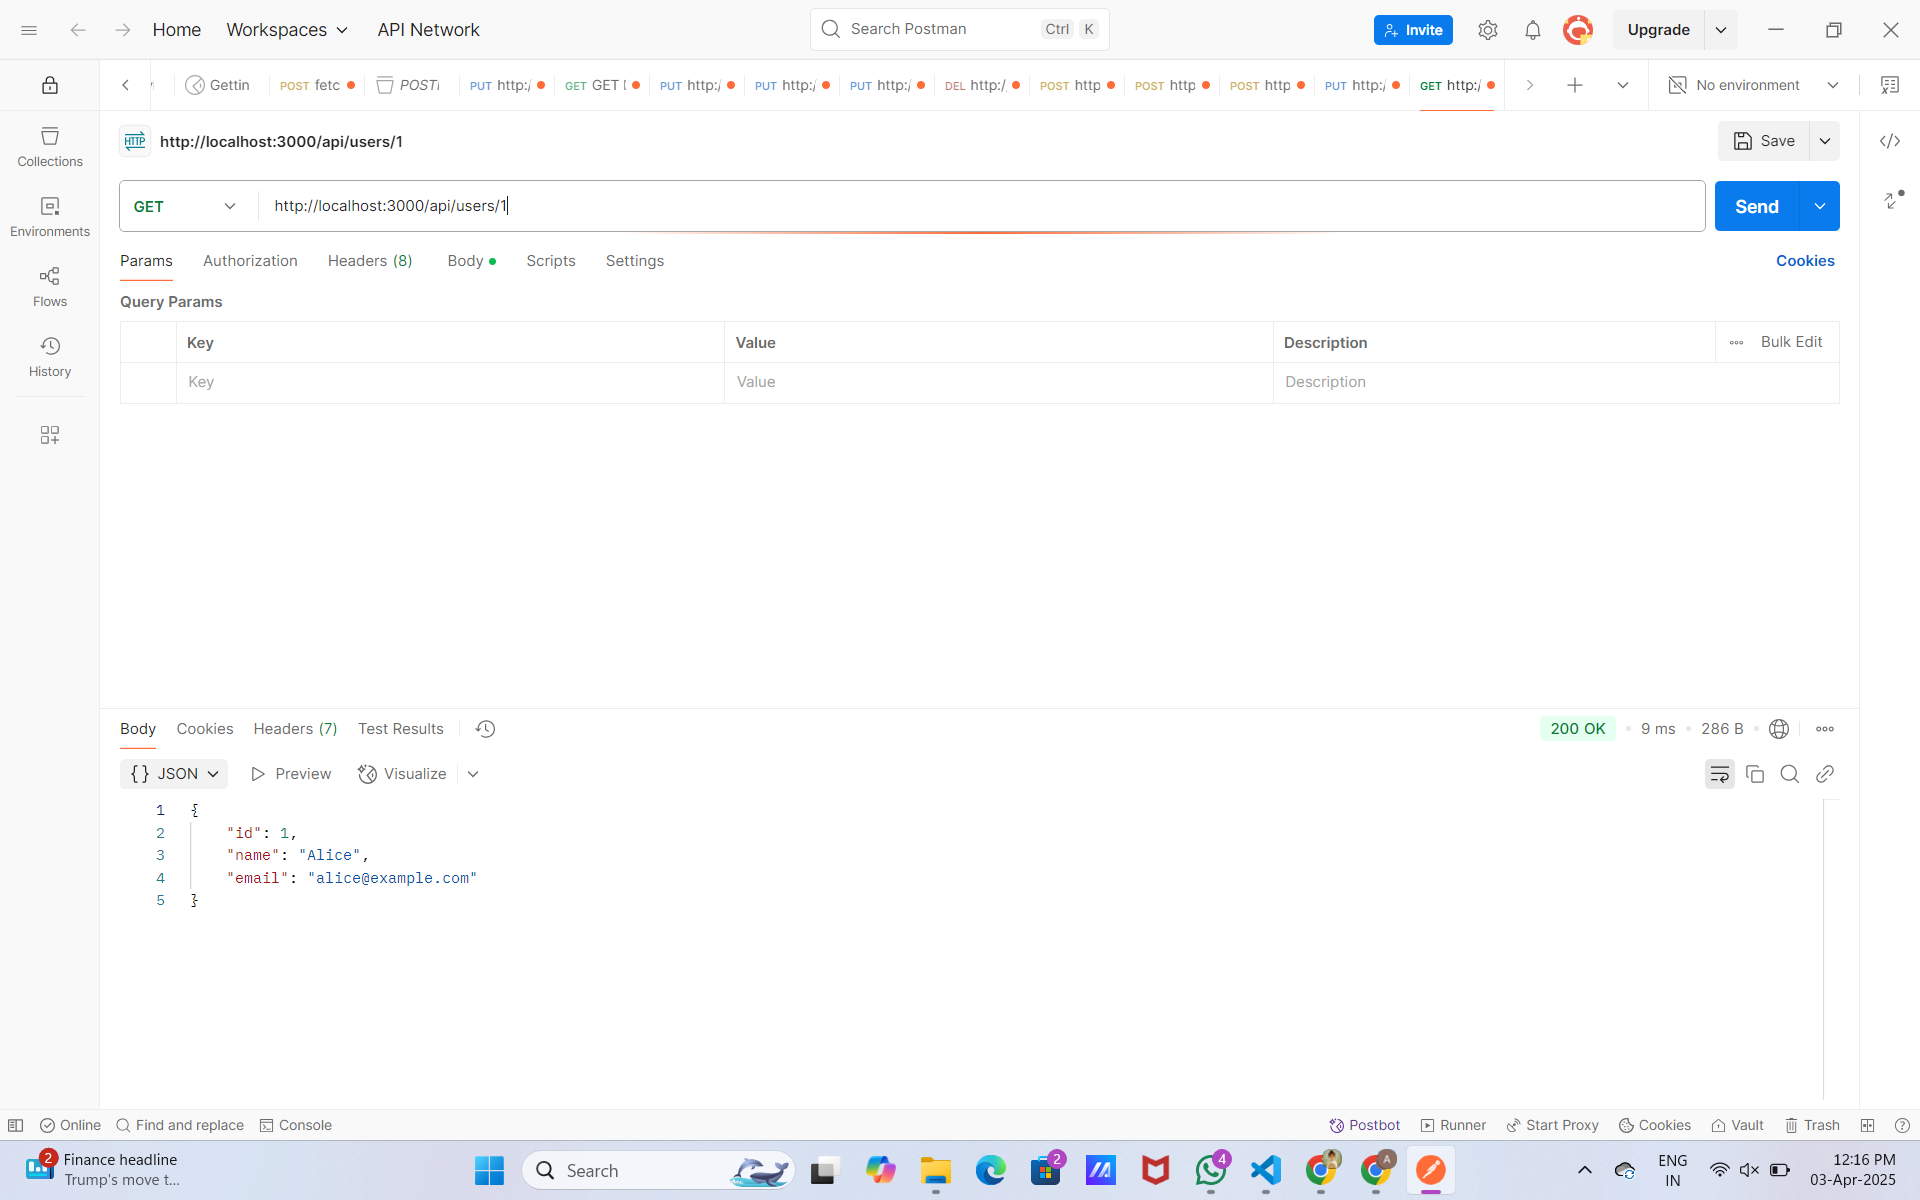 Home Workspaces API Network Search Postman Ctrl K Invite Upgrade
Gettin POST fetc POST PUT http:/ GET GET PUT http:/ PUT http:/ PUT http:/ DEL http:/ POST http POST http POST http PUT http:/ GET http:/ No environment
HTTP http://localhost:3000/api/users/1 Save
Collections
Environments
Flows
History
GET http://localhost:3000/api/users/1 Send
Params Authorization Headers (8) Body Scripts Settings Cookies
Query Params
Key Value Description Bulk Edit
Key Value Description
Body Cookies Headers (7) Test Results 200 OK 9 ms 286 B
{} JSON Preview Visualize
1 {
2 "id": 1,
3 "name": "Alice",
4 "email": "alice@example.com"
5 }
Online Find and replace Console Postbot Runner Start Proxy Cookies Vault Trash
2 Finance headline
Trump's move t...
Search 2 4 A
ENG
IN
12:16 PM
03-Apr-2025